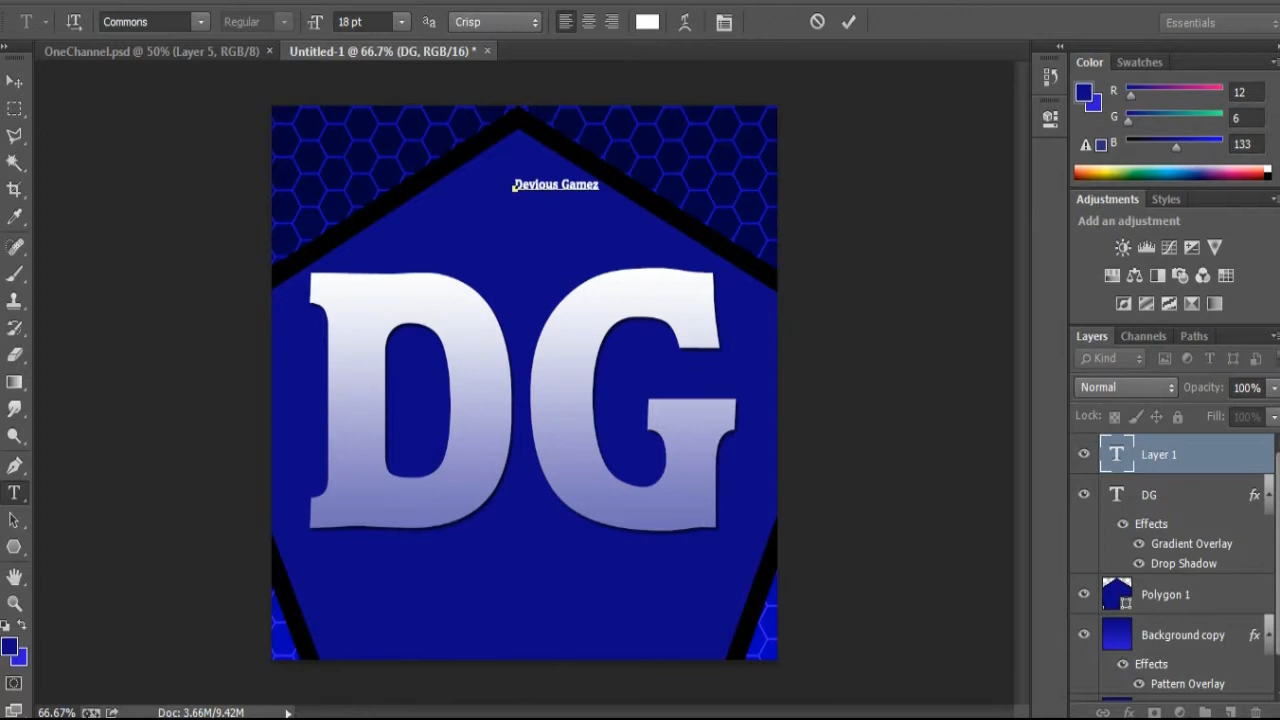 Commons Regular 18 pt Crisp Essentials
OneChannel.psd @ 50% (Layer 5, RGB/8) × Untitled-1 @ 66.7% (DG, RGB/16) * ×
Color Swatches
R 12
G 6
B 133
Devious Gamez
DG
Adjustments Styles
Add an adjustment
Layers Channels Paths
Kind
Normal Opacity: 100%
Lock: Fill: 100%
T Layer 1
T DG fx
Effects
Gradient Overlay
Drop Shadow
Polygon 1
Background copy fx
Effects
Pattern Overlay
66.67% Doc: 3.66M/9.42M